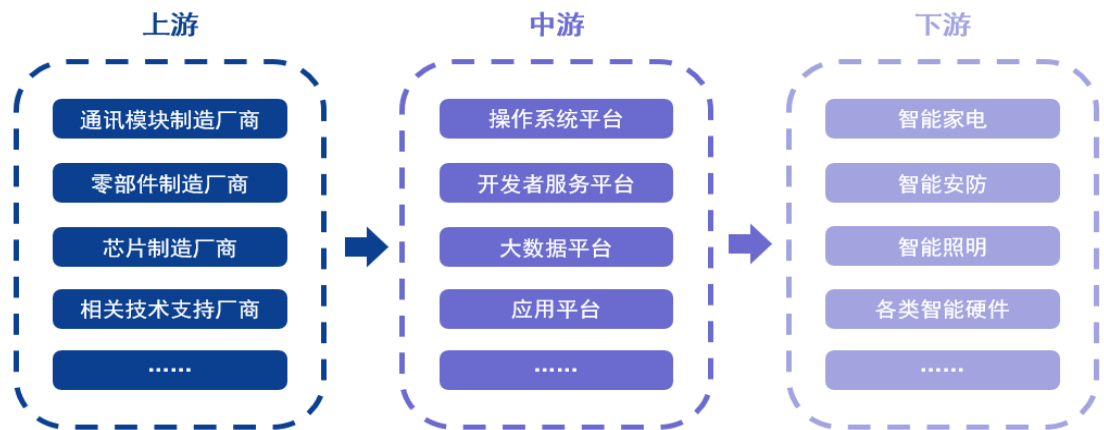 上游
通讯模块制造厂商
零部件制造厂商
芯片制造厂商
相关技术支持厂商
……
中游
操作系统平台
开发者服务平台
大数据平台
应用平台
……
下游
智能家电
智能安防
智能照明
各类智能硬件
……